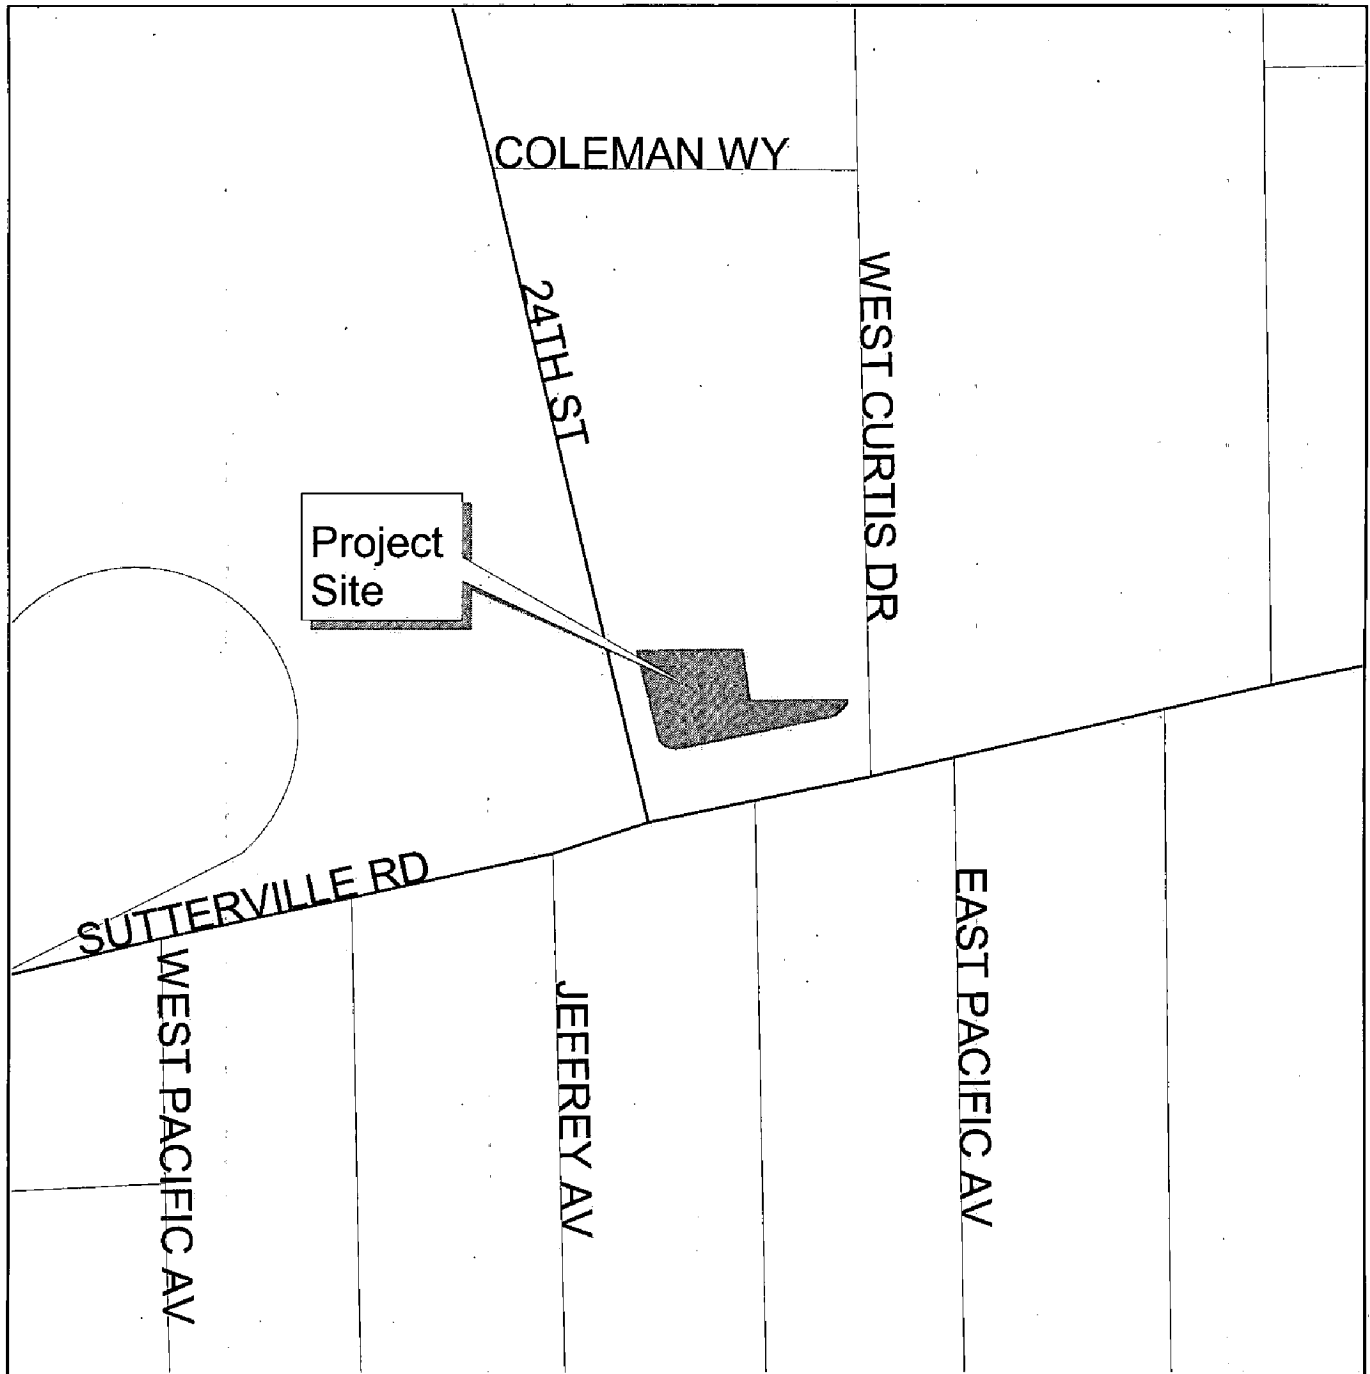 COLEMAN WY
24TH ST
WEST CURTIS DR
Project
Site
SUTTERVILLE RD
WEST PACIFIC AV
JEFFREY AV
EAST PACIFIC AV